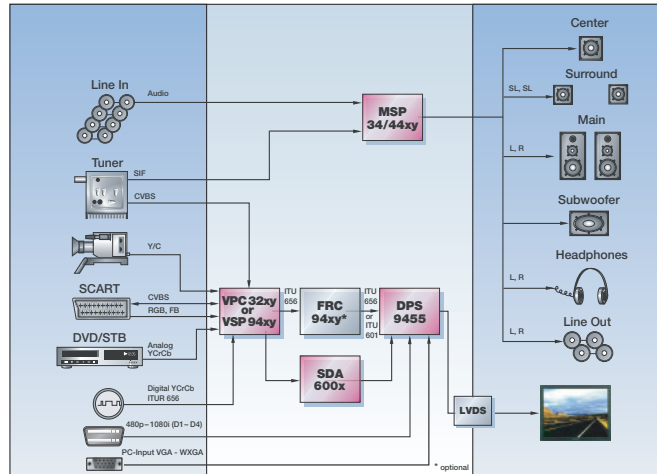 Center
Line In
Audio
Surround
SL, SL
MSP
34/44xy
Main
L, R
Tuner
SIF
CVBS
Subwoofer
Y/C
Headphones
L, R
SCART
CVBS
RGB, FB
VPC 32xy
or
VSP 94xy
ITU
656
FRC
94xy*
ITU
656
or
ITU
601
DPS
9455
Line Out
L, R
DVD/STB
Analog
YCrCb
SDA
600x
Digital YCrCb
ITUR 656
LVDS
480p–1080i (D1–D4)
PC-Input VGA - WXGA
* optional